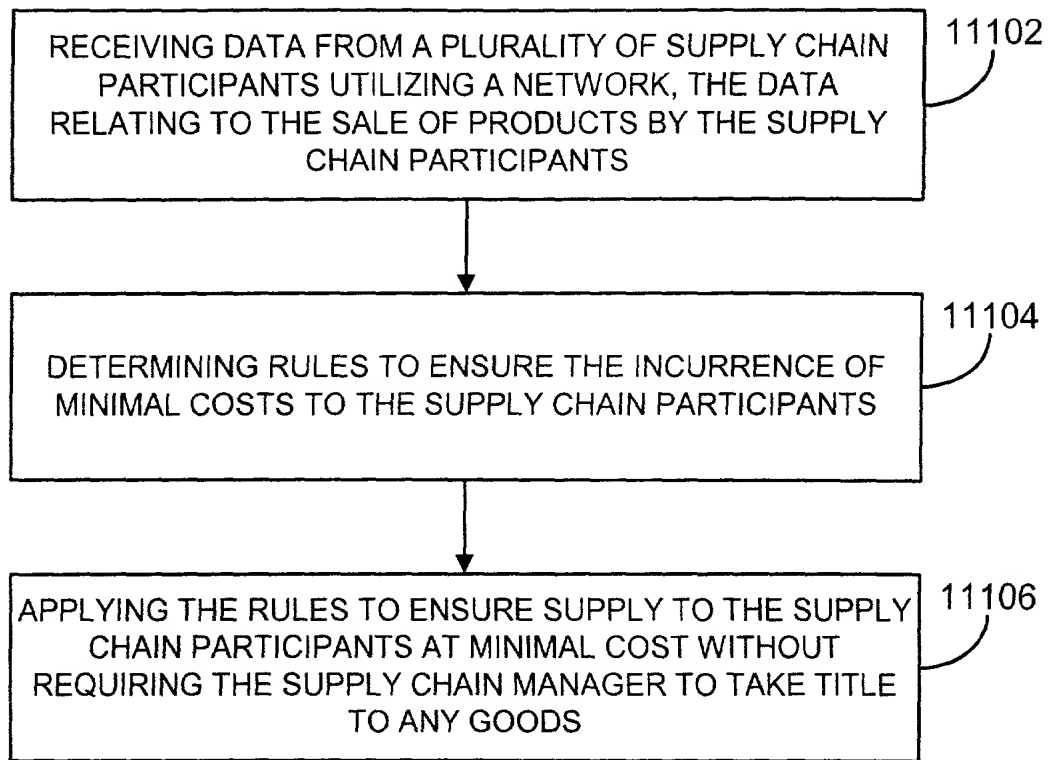 RECEIVING DATA FROM A PLURALITY OF SUPPLY CHAIN
PARTICIPANTS UTILIZING A NETWORK, THE DATA
RELATING TO THE SALE OF PRODUCTS BY THE SUPPLY
CHAIN PARTICIPANTS
11102
DETERMINING RULES TO ENSURE THE INCURRENCE OF
MINIMAL COSTS TO THE SUPPLY CHAIN PARTICIPANTS
11104
APPLYING THE RULES TO ENSURE SUPPLY TO THE SUPPLY
CHAIN PARTICIPANTS AT MINIMAL COST WITHOUT
REQUIRING THE SUPPLY CHAIN MANAGER TO TAKE TITLE
TO ANY GOODS
11106